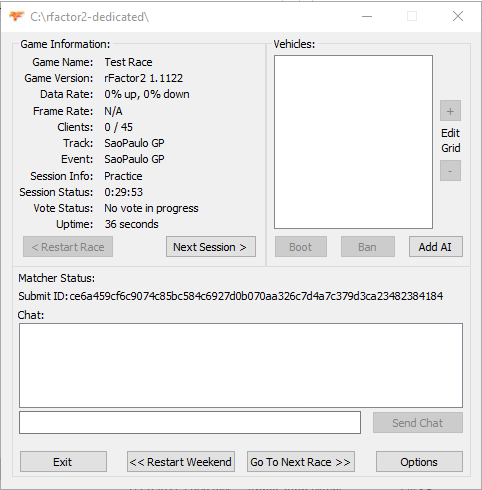 C:\rfactor2-dedicated\
Game Information:
Game Name: Test Race
Game Version: rFactor2 1.1122
Data Rate: 0% up, 0% down
Frame Rate: N/A
Clients: 0 / 45
Track: SaoPaulo GP
Event: SaoPaulo GP
Session Info: Practice
Session Status: 0:29:53
Vote Status: No vote in progress
Uptime: 36 seconds
< Restart Race
Next Session >
Vehicles:
+
Edit
Grid
-
Boot
Ban
Add AI
Matcher Status:
Submit ID: ce6a459cf6c9074c85bc584c6927d0b070aa326c7d4a7c379d3ca23482384184
Chat:
Send Chat
Exit
<< Restart Weekend
Go To Next Race >>
Options